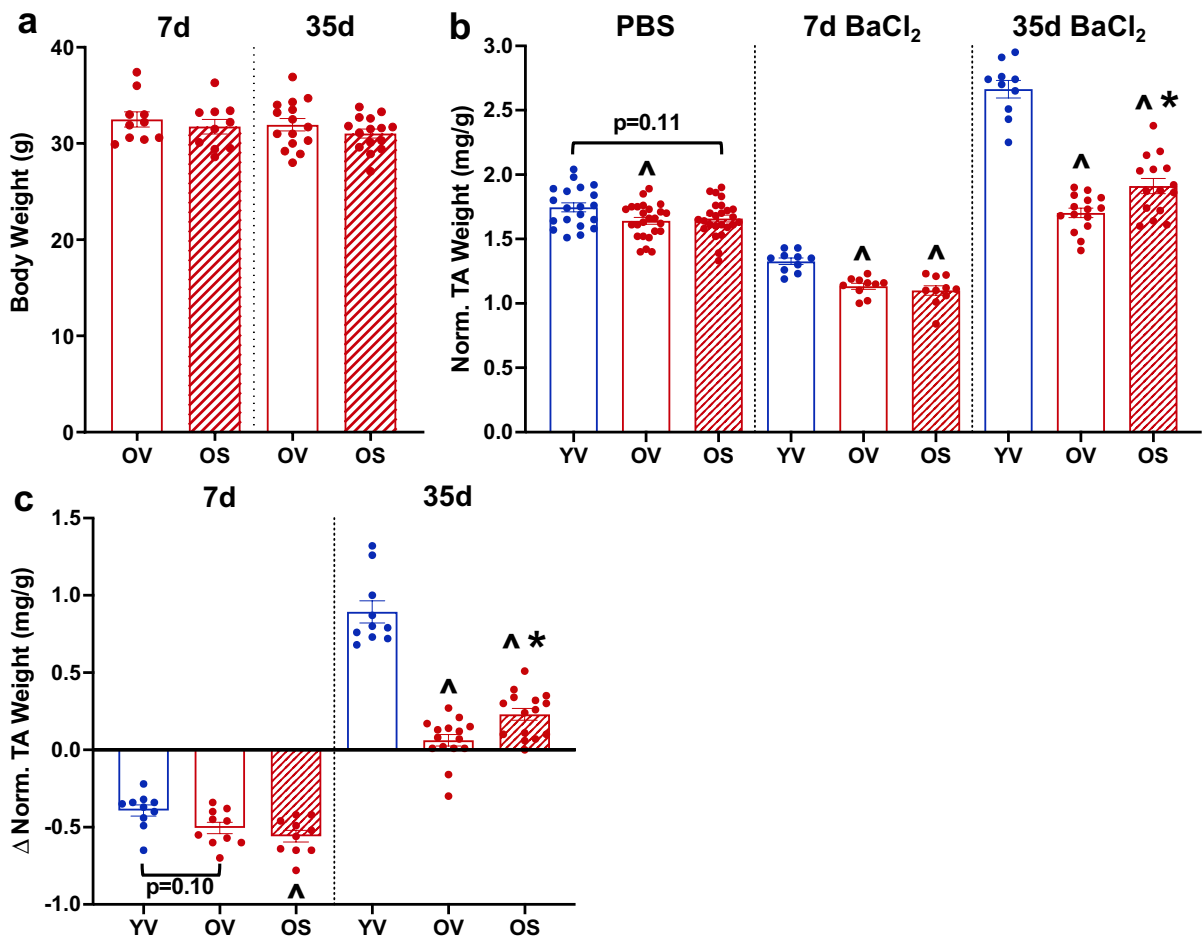 a
7d 35d
Body Weight (g)
40
30
20
10
0
OV OS OV OS
b
PBS 7d BaCl₂ 35d BaCl₂
Norm. TA Weight (mg/g)
3.0
2.5
2.0
1.5
1.0
0.5
0.0
p=0.11
^
^ ^
^
^ *
YV OV OS YV OV OS YV OV OS
c
7d 35d
Δ Norm. TA Weight (mg/g)
1.5
1.0
0.5
0.0
-0.5
-1.0
^
^ *
p=0.10
^
YV OV OS YV OV OS